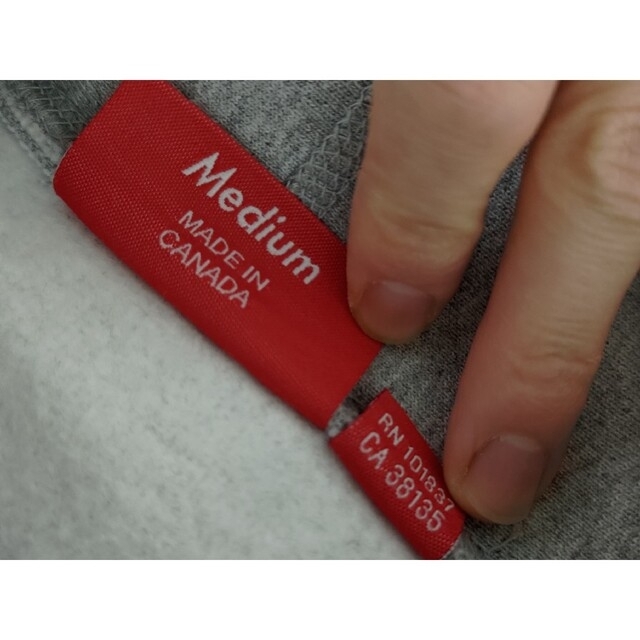 Medium
MADE IN
CANADA
RN 101837
CA 38135